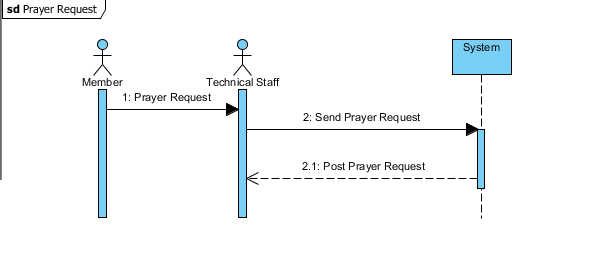 sd Prayer Request
System
Member
Technical Staff
1: Prayer Request
2: Send Prayer Request
2.1: Post Prayer Request